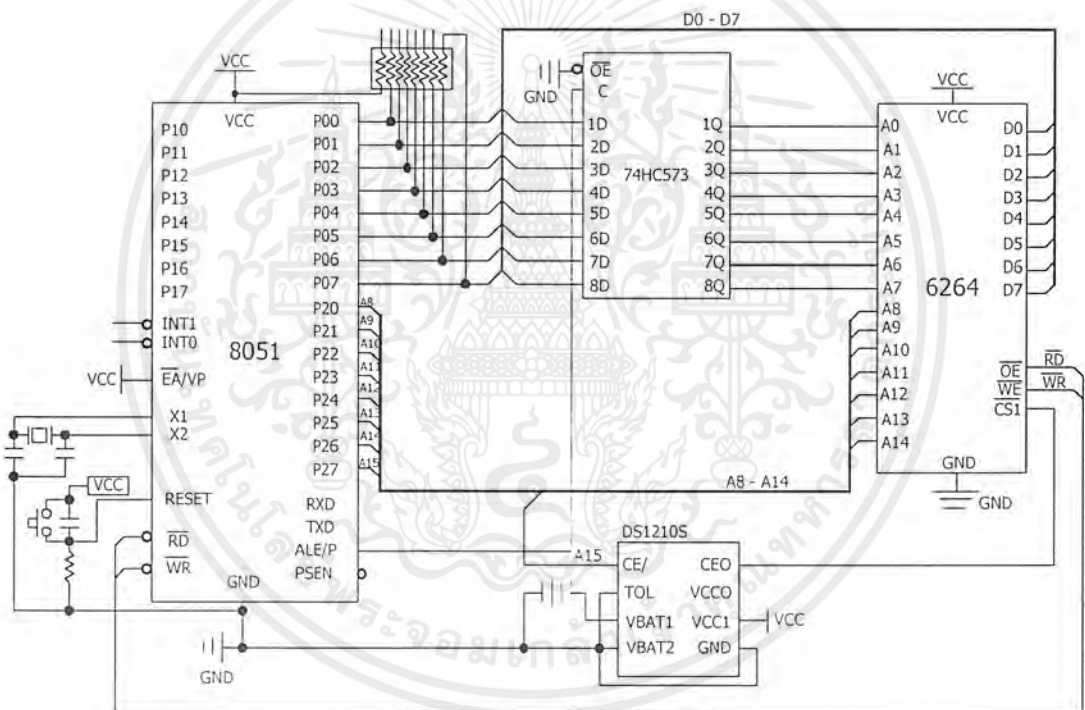 D0 - D7
VCC
VCC
P10
P11
P12
P13
P14
P15
P16
P17
INT1
INT0
8051
VCC
EA/VP
X1
X2
VCC
RESET
RD
WR
GND
GND
P00
P01
P02
P03
P04
P05
P06
P07
P20
P21
P22
P23
P24
P25
P26
P27
RXD
TXD
ALE/P
PSEN
A8
A9
A10
A11
A12
A13
A14
A15
GND
OE
C
1D
2D
3D
4D
5D
6D
7D
8D
74HC573
1Q
2Q
3Q
4Q
5Q
6Q
7Q
8Q
VCC
VCC
A0
A1
A2
A3
A4
A5
A6
A7
A8
A9
A10
A11
A12
A13
A14
6264
D0
D1
D2
D3
D4
D5
D6
D7
OE
WE
CS1
RD
WR
GND
GND
A8 - A14
DS1210S
A15
CE/
TOL
VBAT1
VBAT2
CEO
VCCO
VCC1
GND
VCC